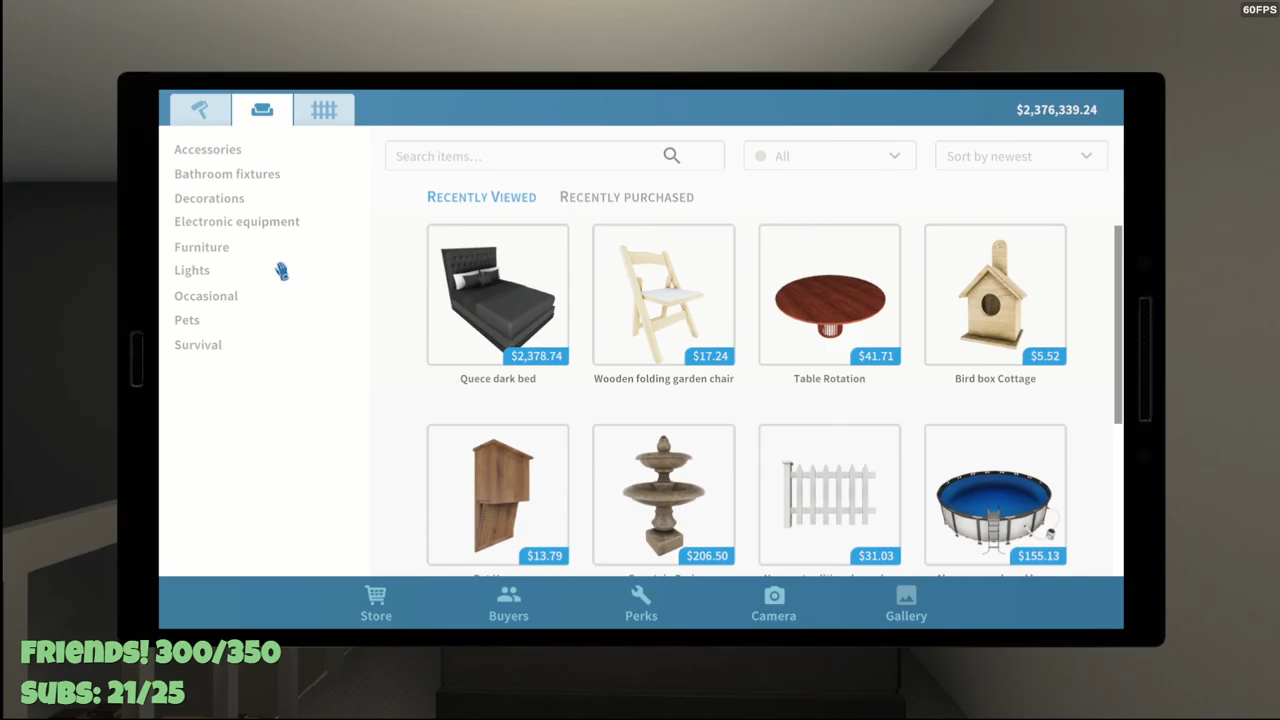 60FPS
$2,376,339.24
Accessories
Bathroom fixtures
Decorations
Electronic equipment
Furniture
Lights
Occasional
Pets
Survival
Search items...
All
Sort by newest
RECENTLY VIEWED
RECENTLY PURCHASED
$2,378.74
$17.24
$41.71
$5.52
Quece dark bed
Wooden folding garden chair
Table Rotation
Bird box Cottage
$13.79
$206.50
$31.03
$155.13
Store
Buyers
Perks
Camera
Gallery
Friends! 300/350
Subs: 21/25